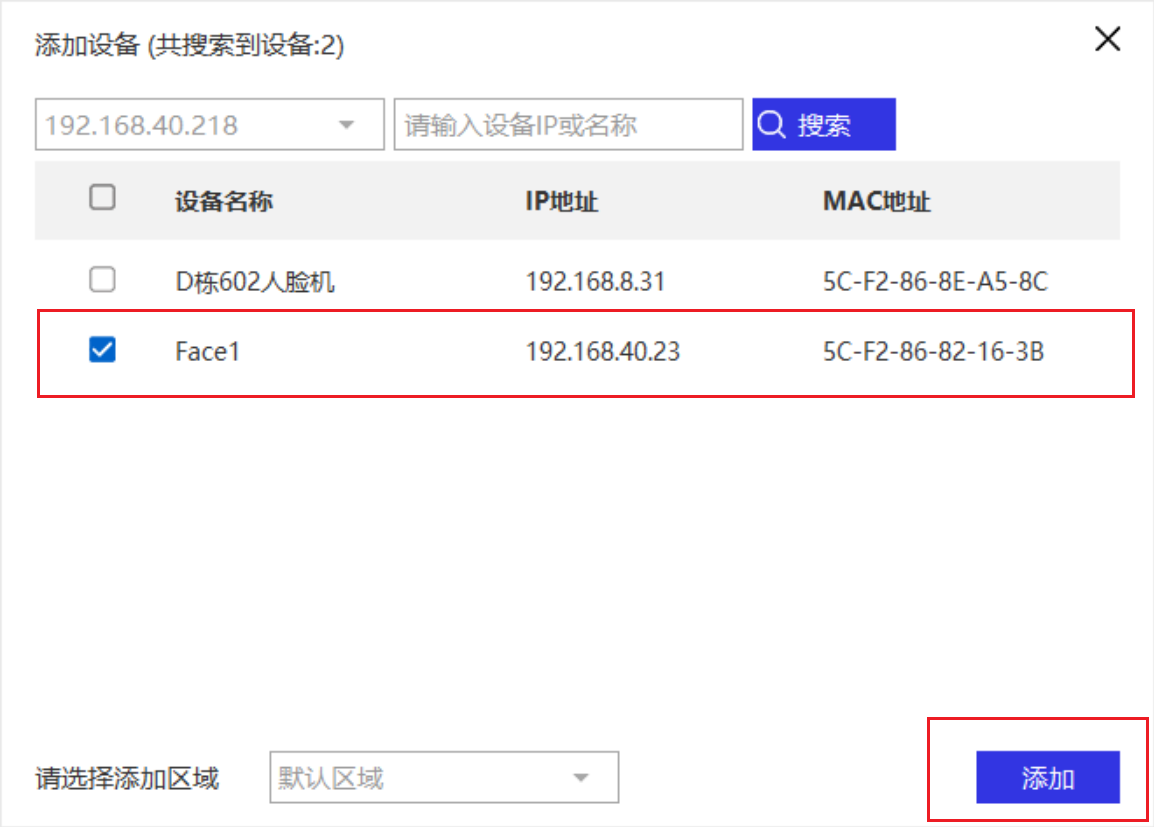 添加设备 (共搜索到设备:2)
192.168.40.218 请输入设备IP或名称 搜索
设备名称 IP地址 MAC地址
D栋602人脸机 192.168.8.31 5C-F2-86-8E-A5-8C
Face1 192.168.40.23 5C-F2-86-82-16-3B
请选择添加区域 默认区域 添加